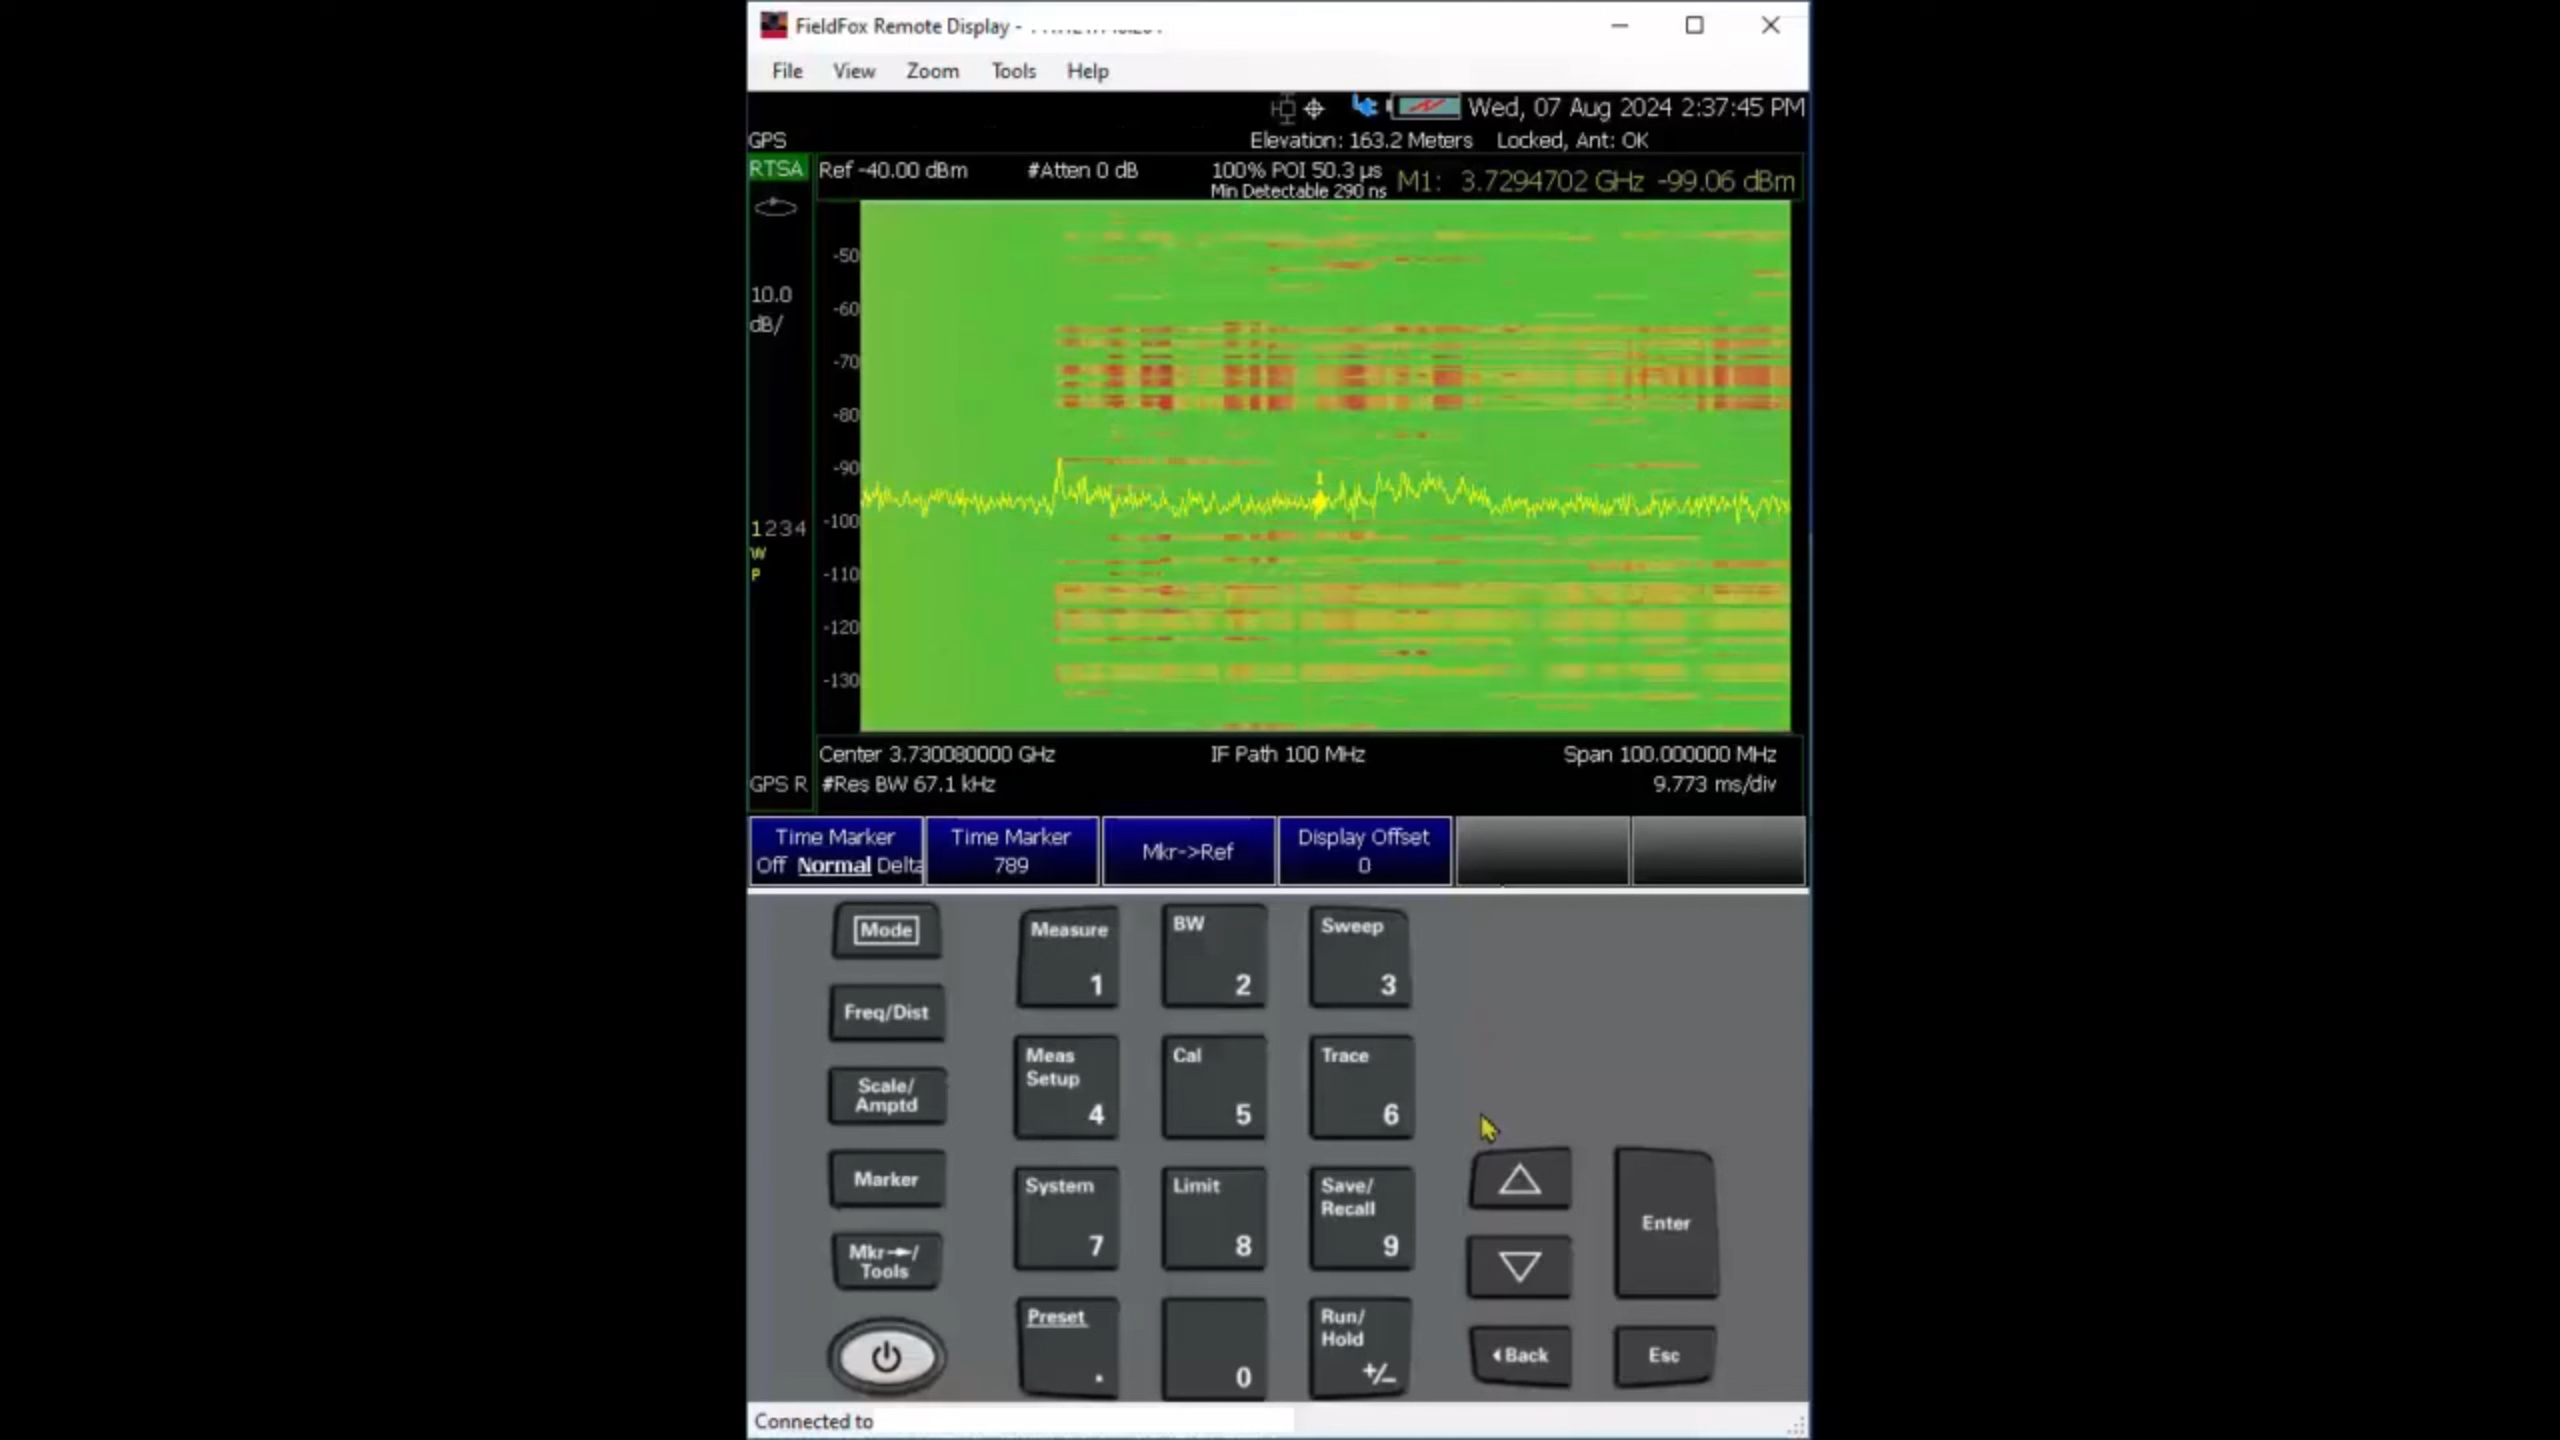 FieldFox Remote Display -
File View Zoom Tools Help
Wed, 07 Aug 2024 2:37:45 PM
GPS Elevation: 163.2 Meters Locked, Ant: OK
RTSA Ref -40.00 dBm #Atten 0 dB 100% POI 50.3 µs M1: 3.7294702 GHz -99.06 dBm
Min Detectable 290 ns
-50
10.0
-60
dB/
-70
-80
-90
-100
1234
W
P
-110
-120
-130
Center 3.730080000 GHz IF Path 100 MHz Span 100.000000 MHz
GPS R #Res BW 67.1 kHz 9.773 ms/div
Time Marker Time Marker Mkr->Ref Display Offset
Off Normal Delta 789 0
Mode Measure 1 BW 2 Sweep 3
Freq/Dist
Scale/
Amptd
Meas
Setup 4 Cal 5 Trace 6
Marker System 7 Limit 8 Save/
Recall 9
Enter
Mkr→/
Tools
Preset . 0 Run/
Hold +/-
Back Esc
Connected to